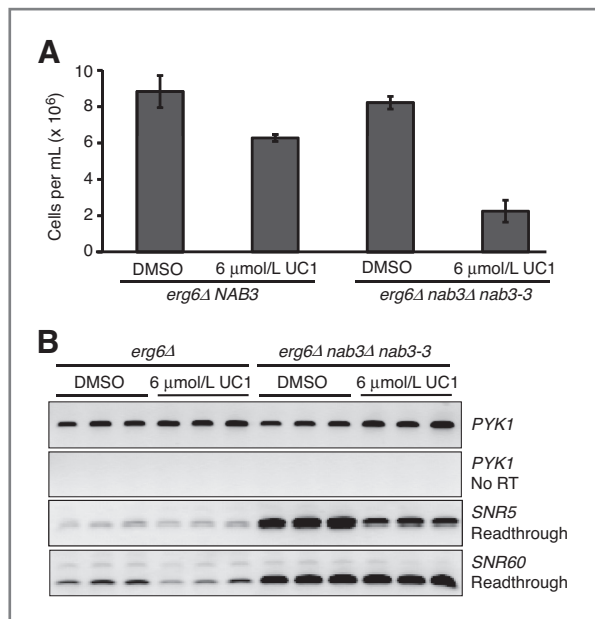 A
Cells per mL (x 10⁶)
10
8
6
4
2
0
DMSO
6 μmol/L UC1
DMSO
6 μmol/L UC1
erg6Δ NAB3
erg6Δ nab3Δ nab3-3
B
erg6Δ
erg6Δ nab3Δ nab3-3
DMSO
6 μmol/L UC1
DMSO
6 μmol/L UC1
PYK1
PYK1
No RT
SNR5
Readthrough
SNR60
Readthrough